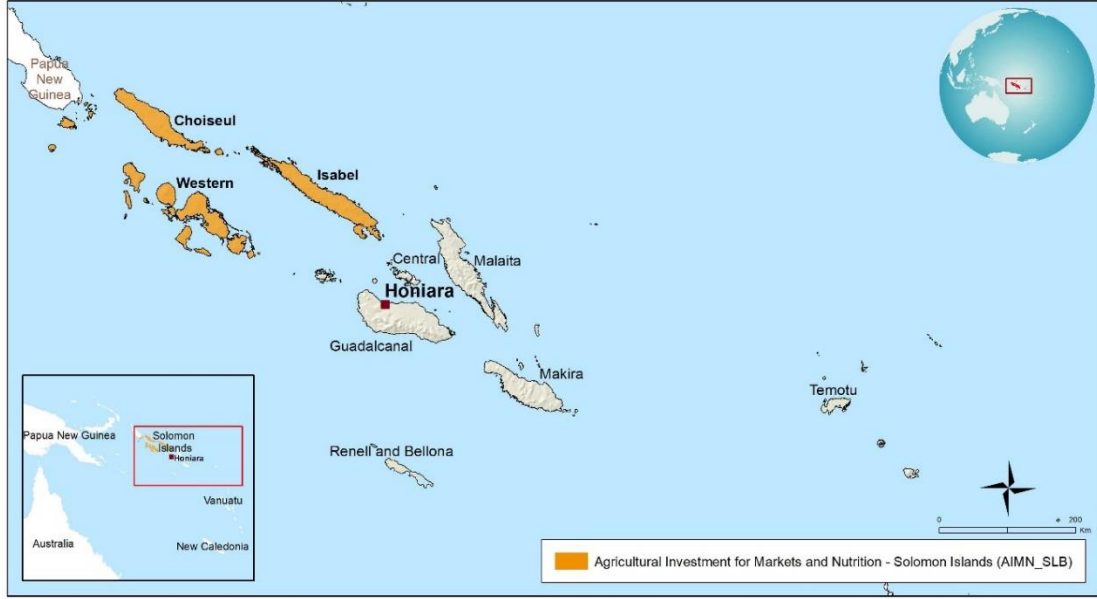 Papua
New
Guinea
Choiseul
Western
Isabel
Central
Malaita
Honiara
Guadalcanal
Makira
Temotu
Renell and Bellona
Papua New Guinea
Solomon
Islands
Honiara
Vanuatu
Australia
New Caledonia
0
200
Km
Agricultural Investment for Markets and Nutrition - Solomon Islands (AIMN_SLB)